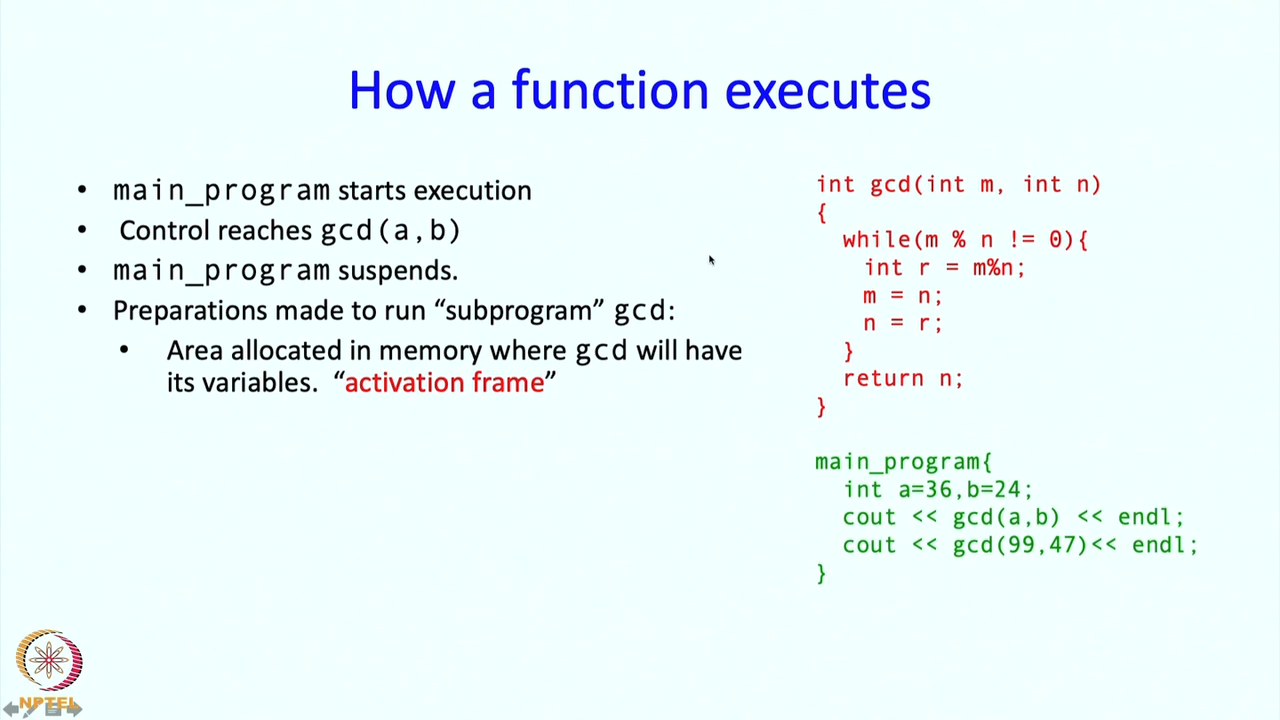 How a function executes
• main_program starts execution
• Control reaches gcd(a,b)
• main_program suspends.
• Preparations made to run “subprogram” gcd:
• Area allocated in memory where gcd will have
its variables. “activation frame”
int gcd(int m, int n)
{
while(m % n != 0){
int r = m%n;
m = n;
n = r;
}
return n;
}
main_program{
int a=36,b=24;
cout << gcd(a,b) << endl;
cout << gcd(99,47)<< endl;
}
NPTEL